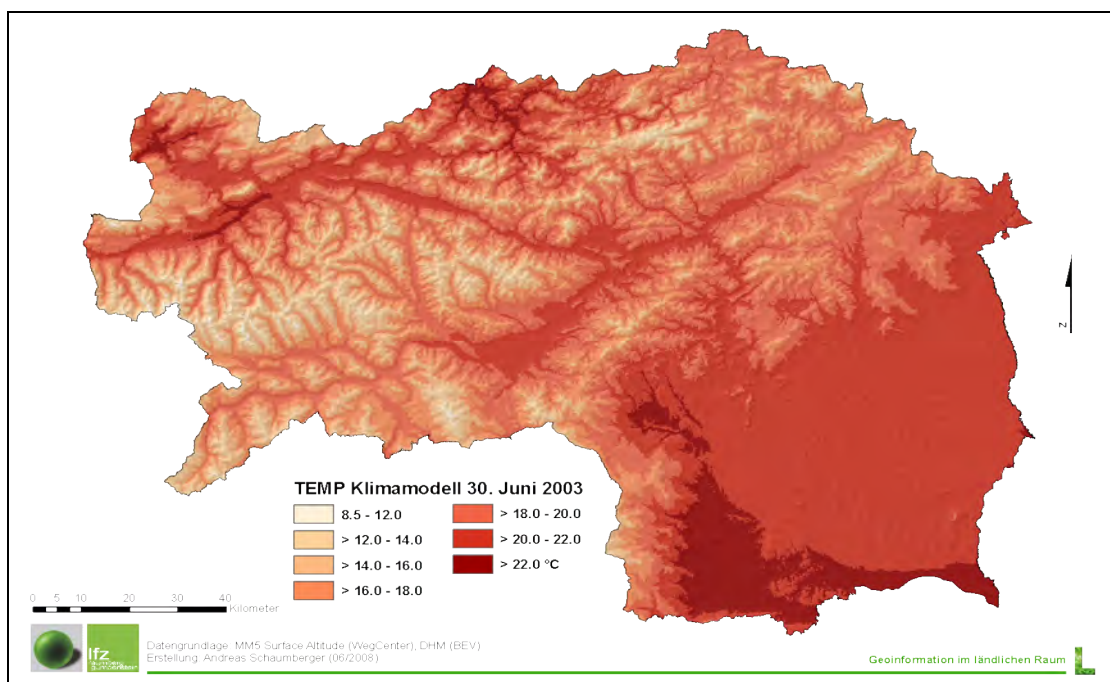 TEMP Klimamodell 30. Juni 2003
8.5 - 12.0
> 12.0 - 14.0
> 14.0 - 16.0
> 16.0 - 18.0
> 18.0 - 20.0
> 20.0 - 22.0
> 22.0 °C
N
0 5 10 20 30 40
Kilometer
lfz
Datengrundlage: MM5 Surface Altitude (WegCenter), DHM (BEV)
Erstellung: Andreas Schaumberger (06/2008)
Geoinformation im ländlichen Raum